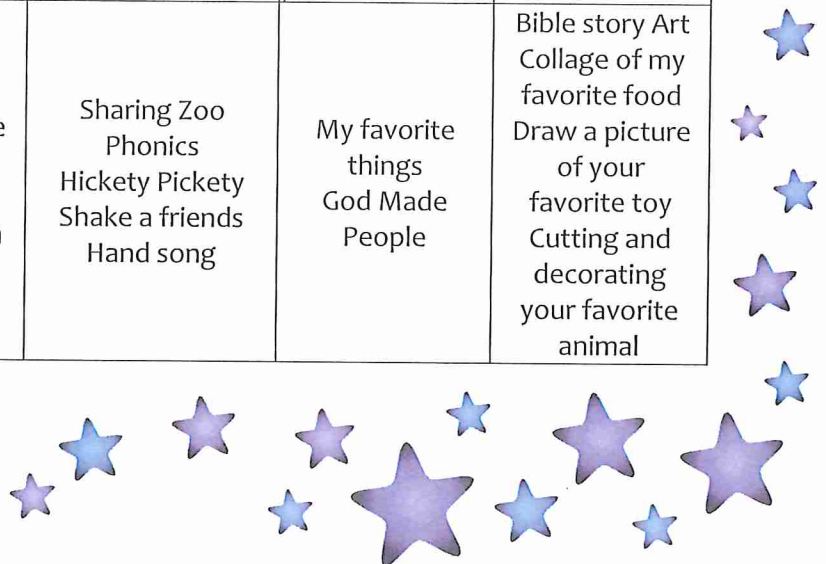 Sharing Zoo
Phonics
Hickety Pickety
Shake a friends
Hand song
My favorite
things
God Made
People
Bible story Art
Collage of my
favorite food
Draw a picture
of your
favorite toy
Cutting and
decorating
your favorite
animal